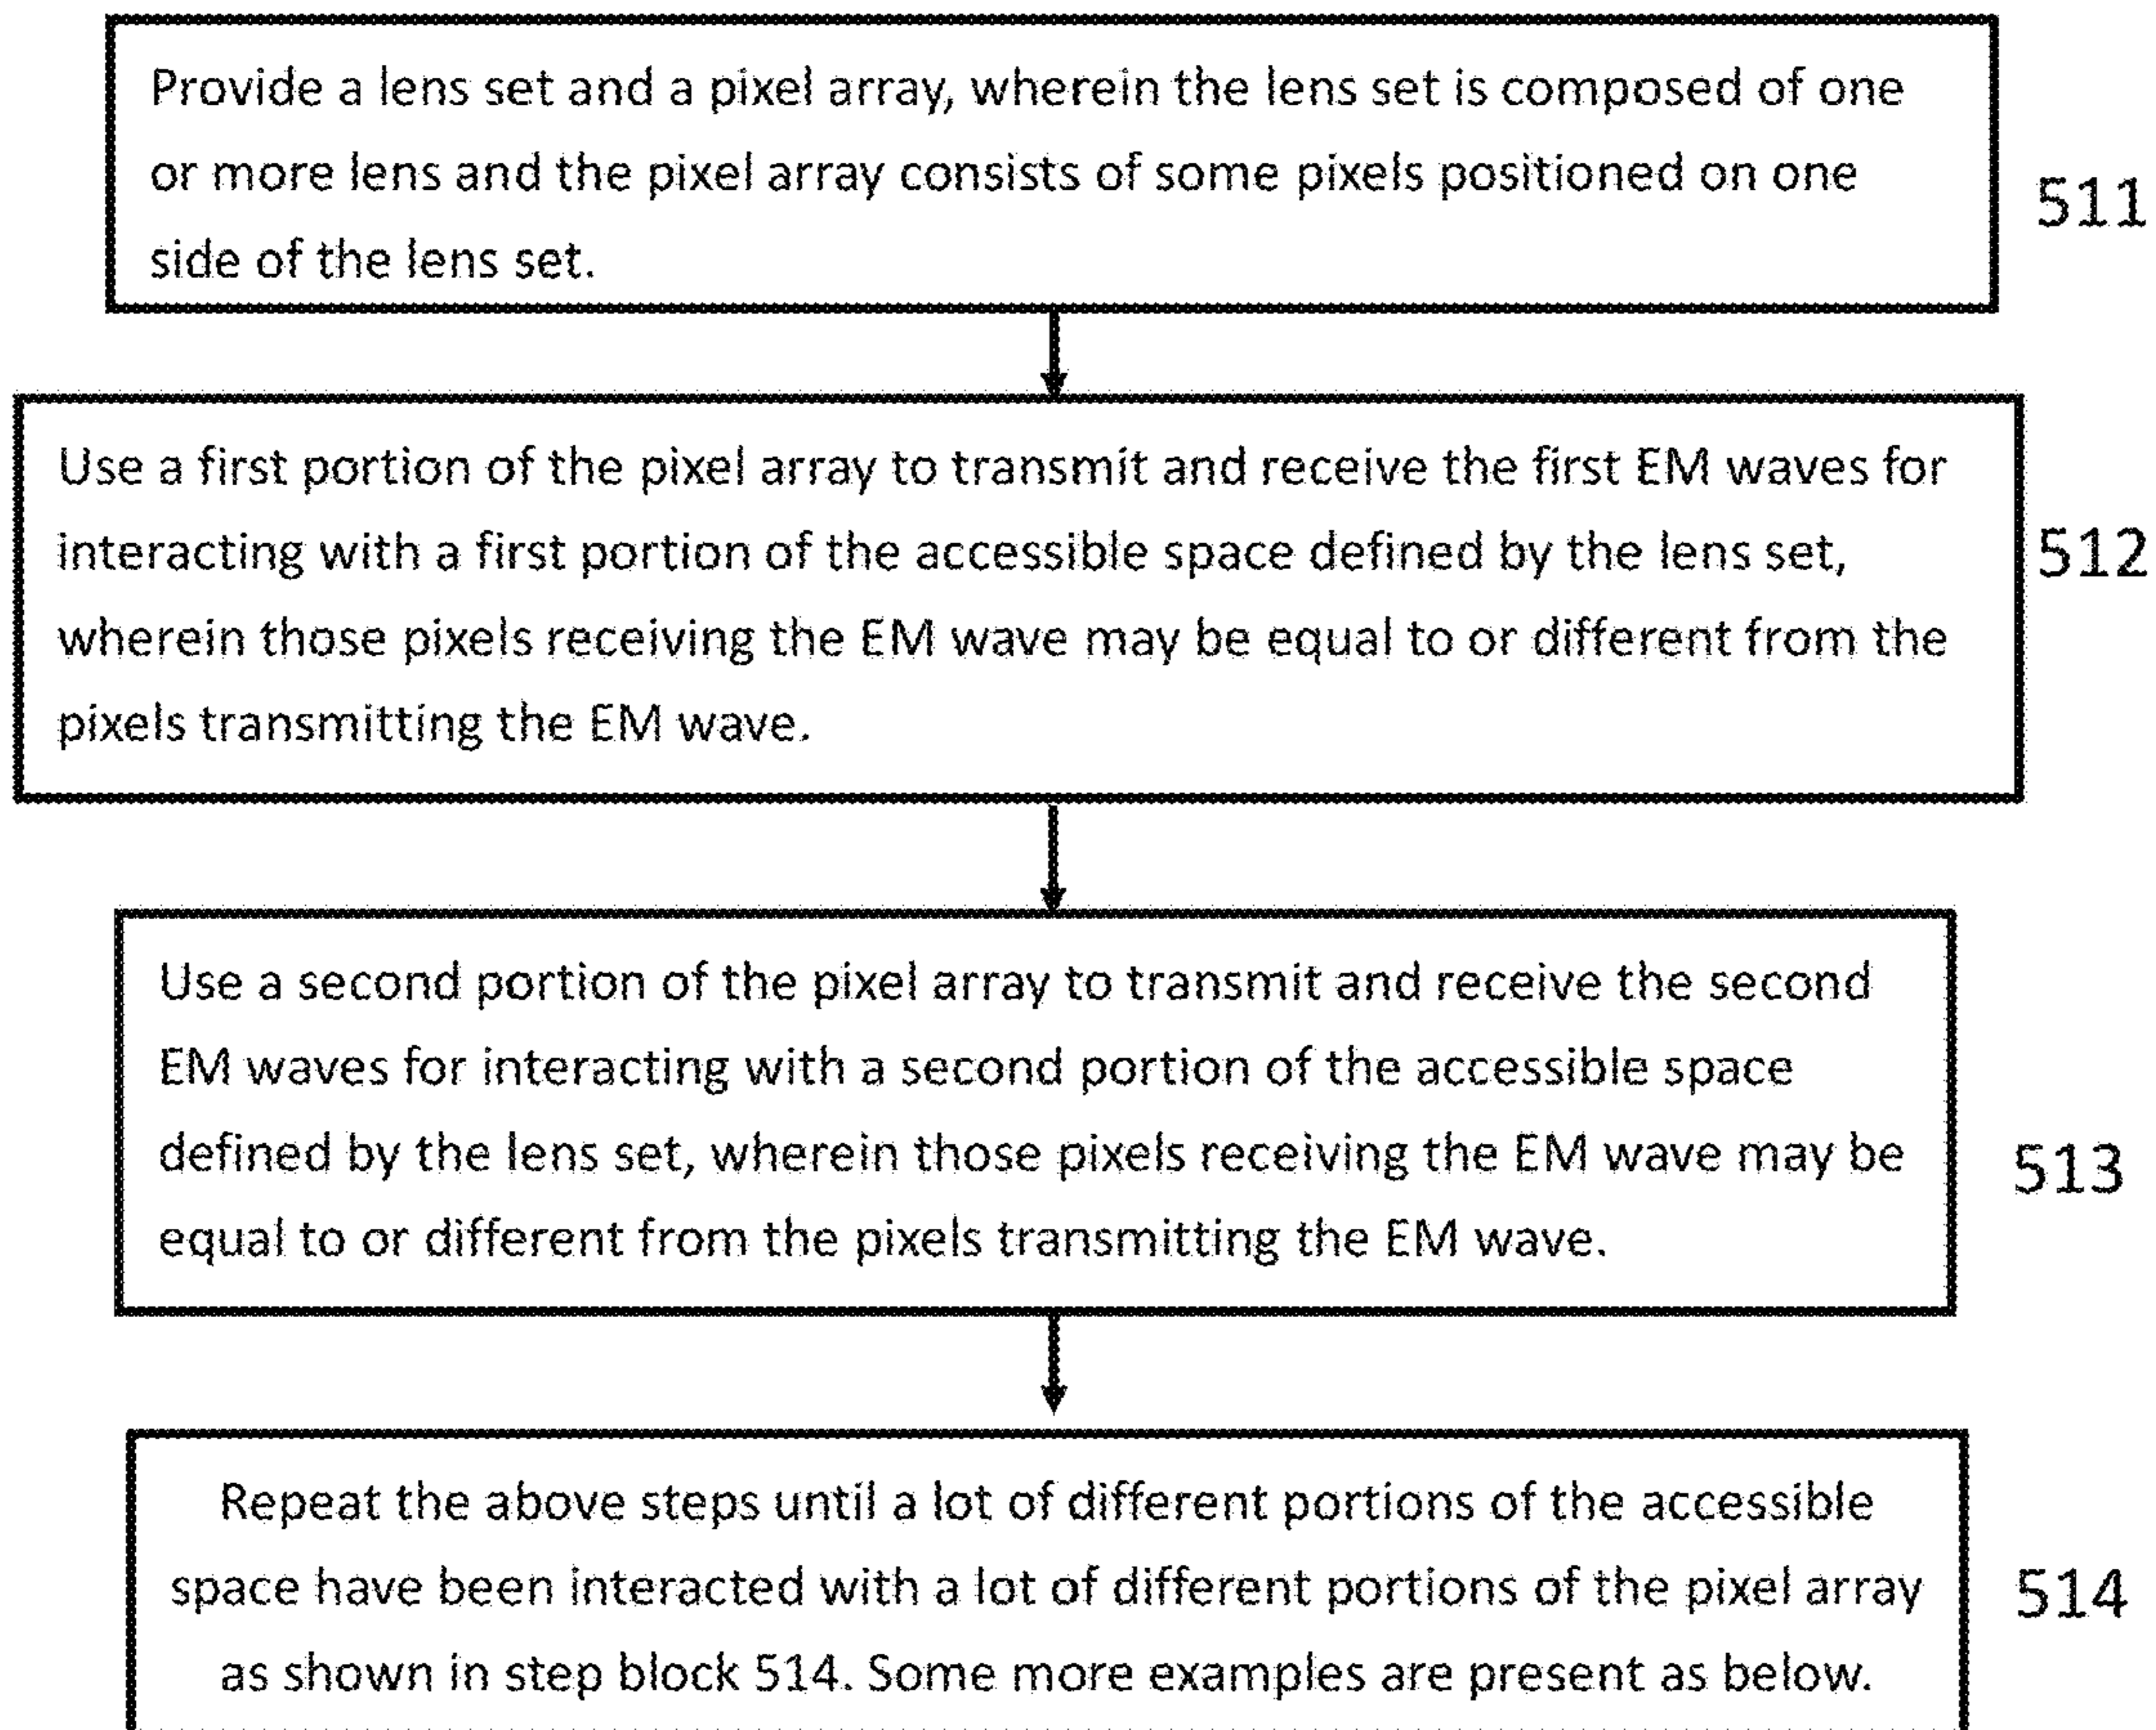 Provide a lens set and a pixel array, wherein the lens set is composed of one
or more lens and the pixel array consists of some pixels positioned on one
side of the lens set.
511
Use a first portion of the pixel array to transmit and receive the first EM waves for
interacting with a first portion of the accessible space defined by the lens set,
wherein those pixels receiving the EM wave may be equal to or different from the
pixels transmitting the EM wave.
512
Use a second portion of the pixel array to transmit and receive the second
EM waves for interacting with a second portion of the accessible space
defined by the lens set, wherein those pixels receiving the EM wave may be
equal to or different from the pixels transmitting the EM wave.
513
Repeat the above steps until a lot of different portions of the accessible
space have been interacted with a lot of different portions of the pixel array
as shown in step block 514. Some more examples are present as below.
514